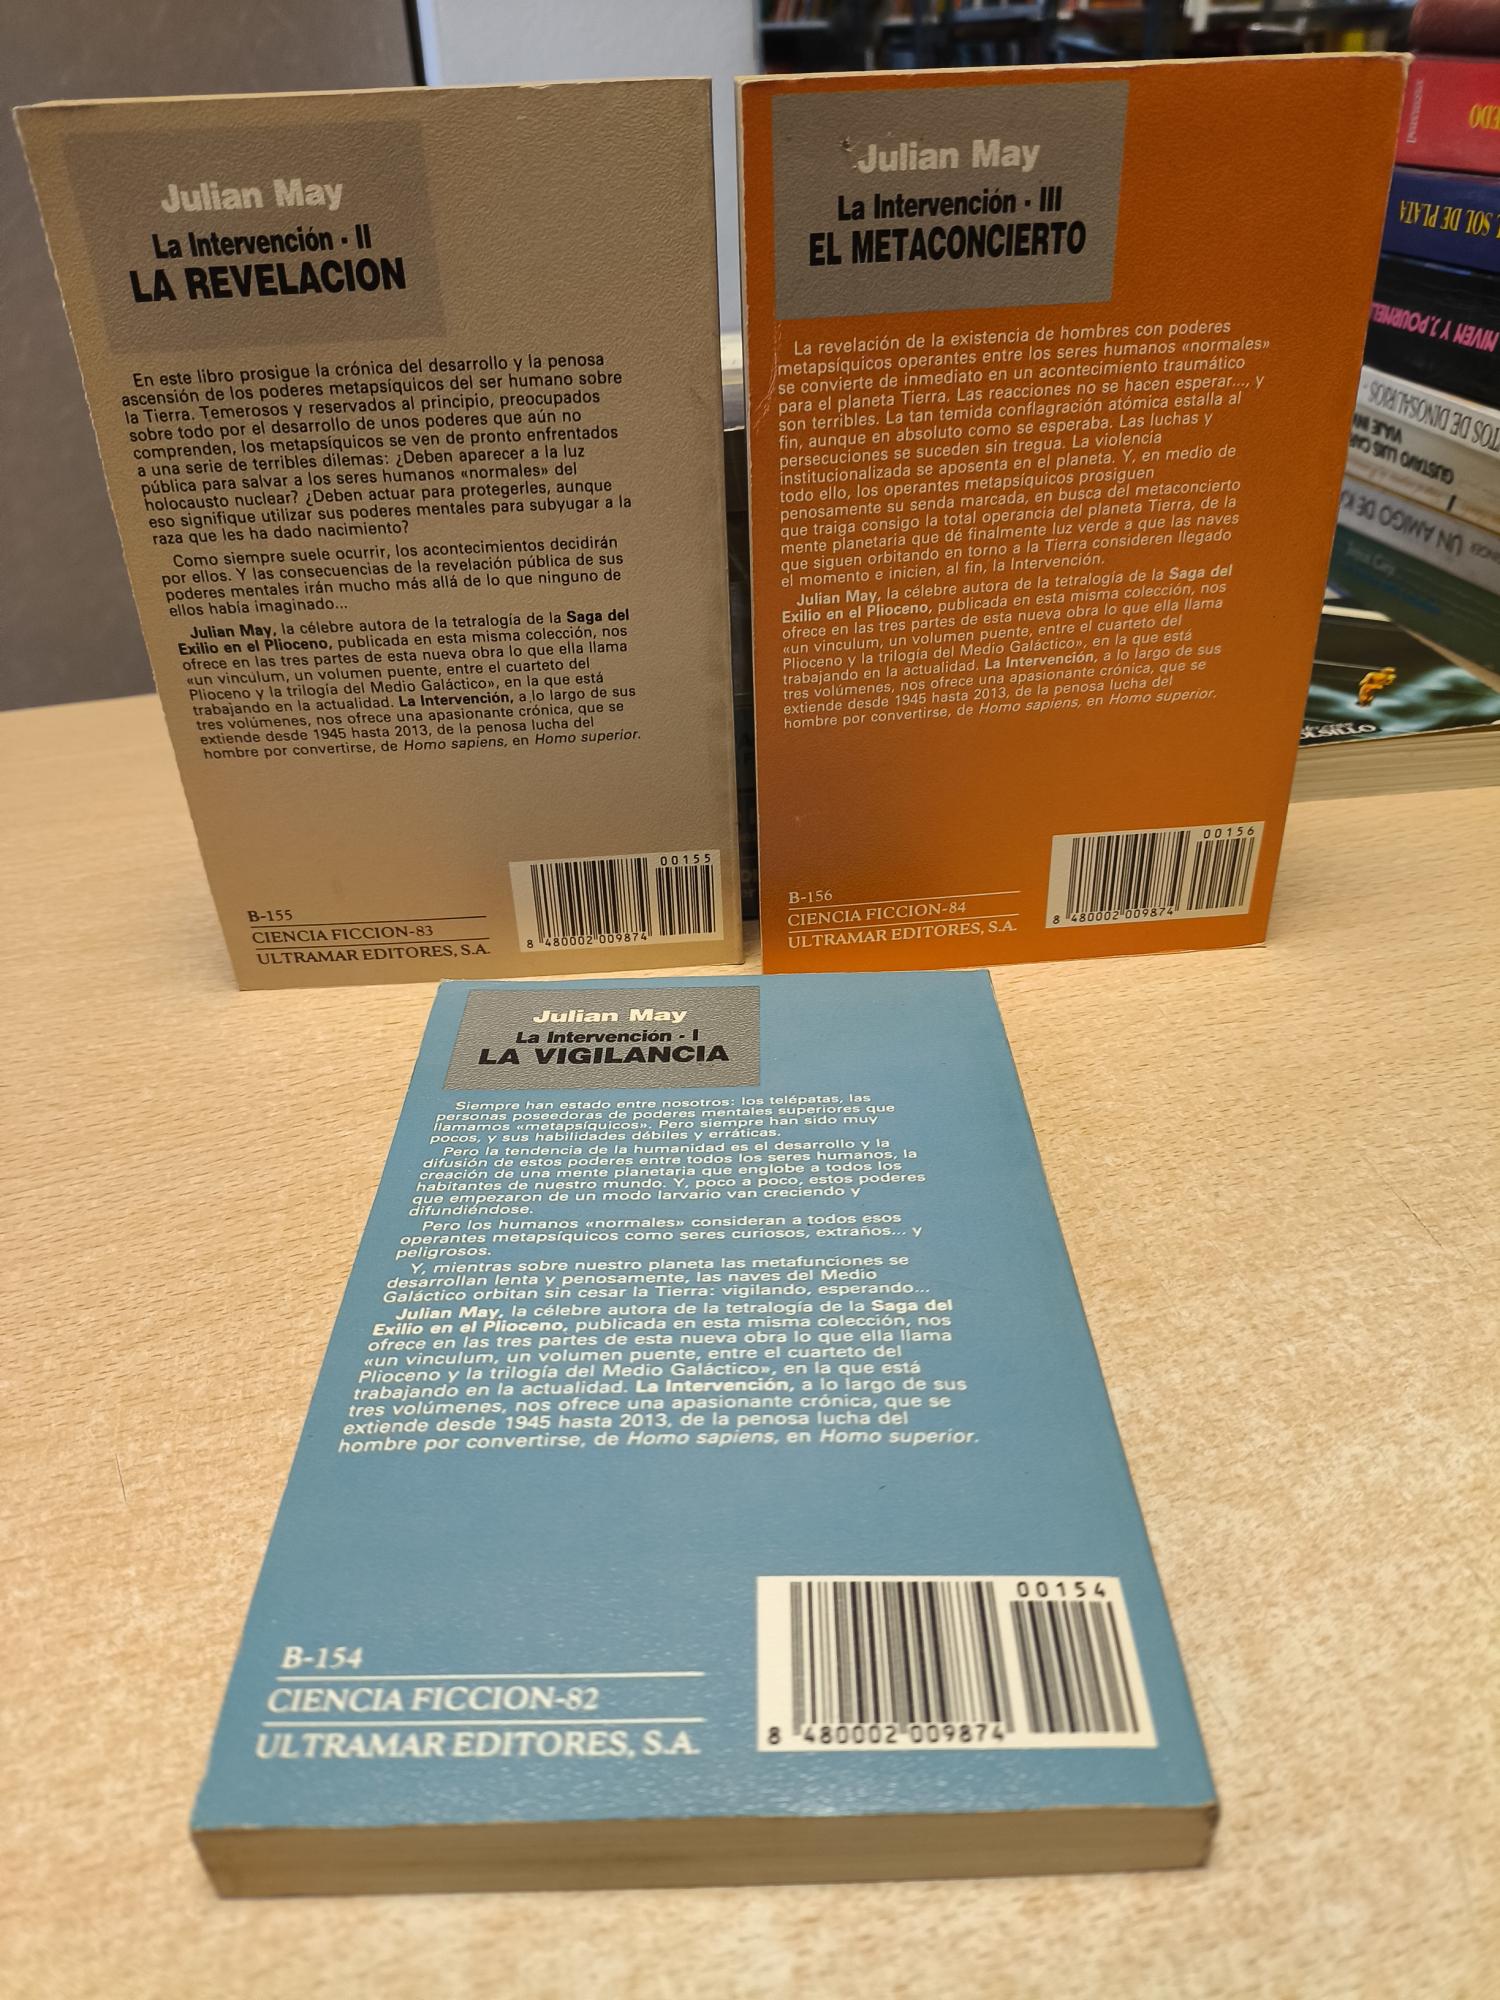 Julian May
La Intervención · II
LA REVELACION
En este libro prosigue la crónica del desarrollo y la penosa
ascensión de los poderes metapsíquicos del ser humano sobre
la Tierra. Temerosos y reservados al principio, preocupados
sobre todo por el desarrollo de unos poderes que aún no
comprenden, los metapsíquicos se ven de pronto enfrentados
a una serie de terribles dilemas: ¿Deben aparecer a la luz
pública para salvar a los seres humanos «normales» del
holocausto nuclear? ¿Deben actuar para protegerles, aunque
eso signifique utilizar sus poderes mentales para subyugar a la
raza que les ha dado nacimiento?
Como siempre suele ocurrir, los acontecimientos decidirán
por ellos. Y las consecuencias de la revelación pública de sus
poderes mentales irán mucho más allá de lo que ninguno de
ellos había imaginado...
Julian May, la célebre autora de la tetralogía de la Saga del
Exilio en el Plioceno, publicada en esta misma colección, nos
ofrece en las tres partes de esta nueva obra lo que ella llama
«un vinculum, un volumen puente, entre el cuarteto del
Plioceno y la trilogía del Medio Galáctico», en la que está
trabajando en la actualidad. La Intervención, a lo largo de sus
tres volúmenes, nos ofrece una apasionante crónica, que se
extiende desde 1945 hasta 2013, de la penosa lucha del
hombre por convertirse, de Homo sapiens, en Homo superior.
B-155
CIENCIA FICCION-83
ULTRAMAR EDITORES, S.A.
00155
8 480002 009874
Julian May
La Intervención · III
EL METACONCIERTO
La revelación de la existencia de hombres con poderes
metapsíquicos operantes entre los seres humanos «normales»
se convierte de inmediato en un acontecimiento traumático
para el planeta Tierra. Las reacciones no se hacen esperar..., y
son terribles. La tan temida conflagración atómica estalla al
fin, aunque en absoluto como se esperaba. Las luchas y
persecuciones se suceden sin tregua. La violencia
institucionalizada se aposenta en el planeta. Y, en medio de
todo ello, los operantes metapsíquicos prosiguen
penosamente su senda marcada, en busca del metaconcierto
que traiga consigo la total operancia del planeta Tierra, de la
mente planetaria que dé finalmente luz verde a que las naves
que siguen orbitando en torno a la Tierra consideren llegado
el momento e inicien, al fin, la Intervención.
Julian May, la célebre autora de la tetralogía de la Saga del
Exilio en el Plioceno, publicada en esta misma colección, nos
ofrece en las tres partes de esta nueva obra lo que ella llama
«un vinculum, un volumen puente, entre el cuarteto del
Plioceno y la trilogía del Medio Galáctico», en la que está
trabajando en la actualidad. La Intervención, a lo largo de sus
tres volúmenes, nos ofrece una apasionante crónica, que se
extiende desde 1945 hasta 2013, de la penosa lucha del
hombre por convertirse, de Homo sapiens, en Homo superior.
B-156
CIENCIA FICCION-84
ULTRAMAR EDITORES, S.A.
00156
8 480002 009874
SOL DE PLATA
NIVEN Y J. POURNELL
TOS DE DINOSAURIOS
GUSTAVO LUIS CAR
VIAJE IN
UN AMIGO DE K
Julian May
La Intervención · I
LA VIGILANCIA
Siempre han estado entre nosotros: los telépatas, las
personas poseedoras de poderes mentales superiores que
llamamos «metapsíquicos». Pero siempre han sido muy
pocos, y sus habilidades débiles y erráticas.
Pero la tendencia de la humanidad es el desarrollo y la
difusión de estos poderes entre todos los seres humanos, la
creación de una mente planetaria que englobe a todos los
habitantes de nuestro mundo. Y, poco a poco, estos poderes
que empezaron de un modo larvario van creciendo y
difundiéndose.
Pero los humanos «normales» consideran a todos esos
operantes metapsíquicos como seres curiosos, extraños... y
peligrosos.
Y, mientras sobre nuestro planeta las metafunciones se
desarrollan lenta y penosamente, las naves del Medio
Galáctico orbitan sin cesar la Tierra: vigilando, esperando...
Julian May, la célebre autora de la tetralogía de la Saga del
Exilio en el Plioceno, publicada en esta misma colección, nos
ofrece en las tres partes de esta nueva obra lo que ella llama
«un vinculum, un volumen puente, entre el cuarteto del
Plioceno y la trilogía del Medio Galáctico», en la que está
trabajando en la actualidad. La Intervención, a lo largo de sus
tres volúmenes, nos ofrece una apasionante crónica, que se
extiende desde 1945 hasta 2013, de la penosa lucha del
hombre por convertirse, de Homo sapiens, en Homo superior.
B-154
CIENCIA FICCION-82
ULTRAMAR EDITORES, S.A.
00154
8 480002 009874